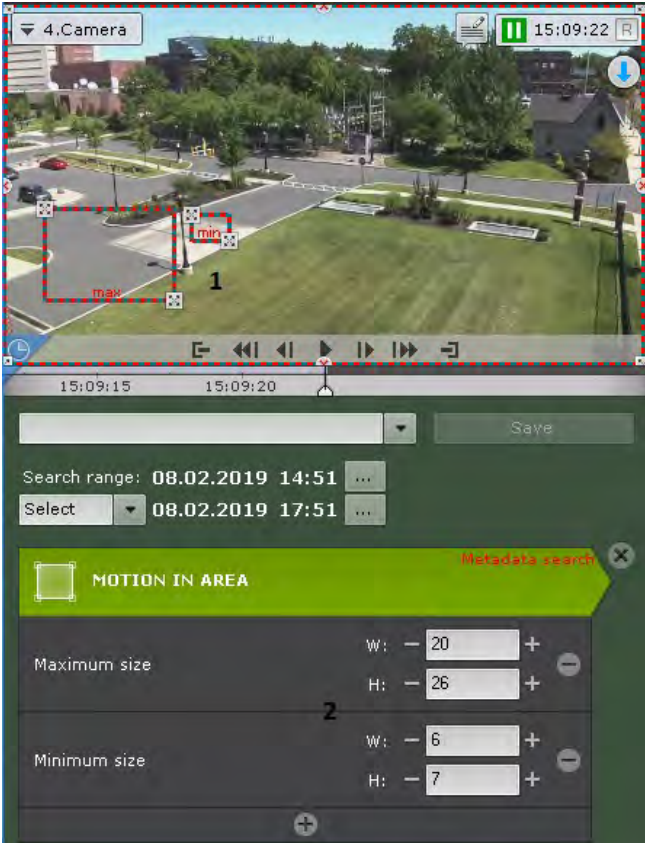 4.Camera
15:09:22 R
min
max
1
15:09:15 15:09:20
Save
Search range: 08.02.2019 14:51 ...
Select 08.02.2019 17:51 ...
Metadata search
MOTION IN AREA
W: 20
Maximum size
H: 26
2
W: 6
Minimum size
H: 7